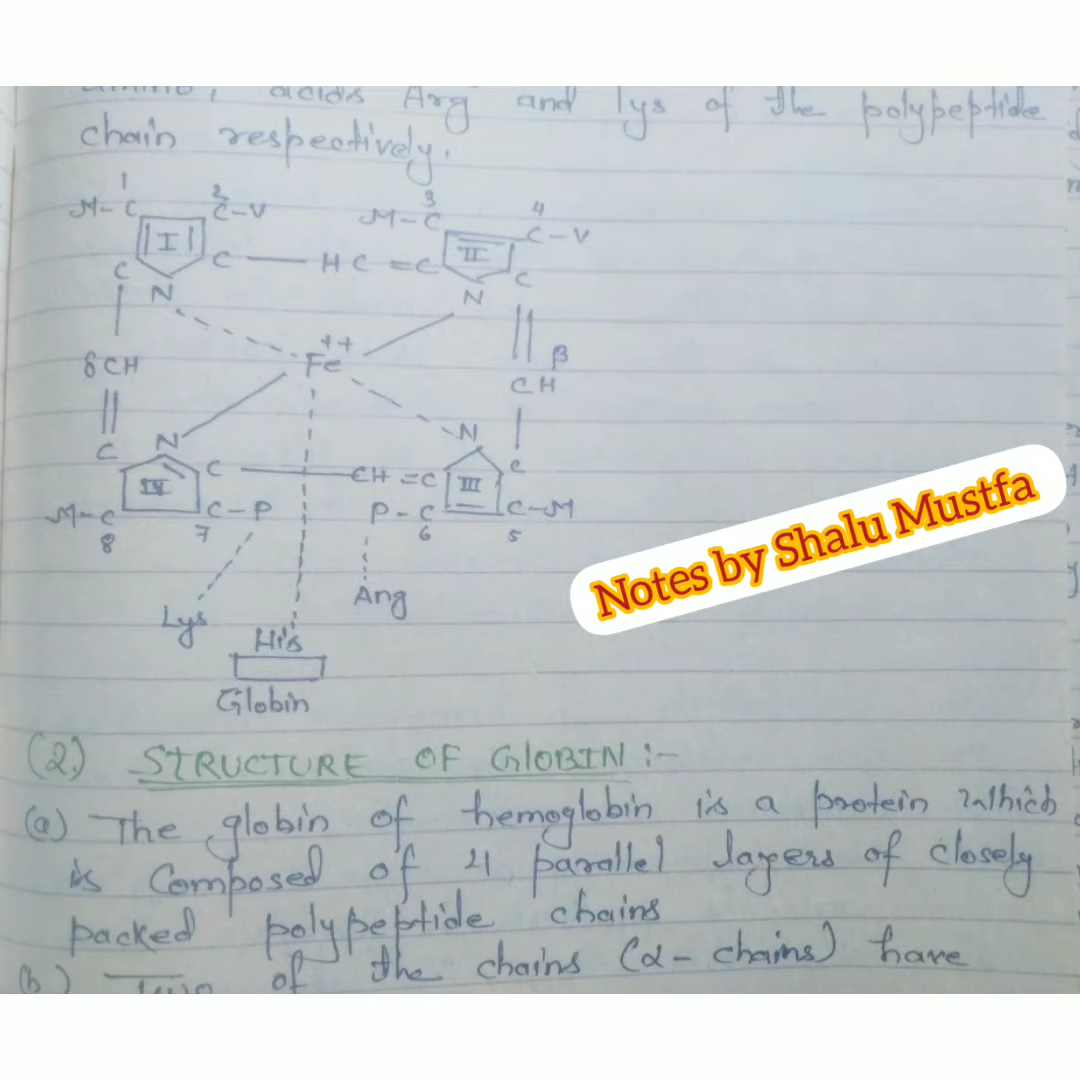 amino, acids Arg and lys of the polypeptide
chain respectively.
1 2 3 4
M-C C-V M-C C-V
I II
C C HC =C C
N N
++
Fe
δCH β
CH
C N N C
IV C CH =C III
M-C C-P P-C C-M
8 7 6 5
Lys Ang
His
Globin
(2.) STRUCTURE OF GLOBIN :-
(a) The globin of hemoglobin is a protein which
is Composed of 4 parallel layers of closely
packed polypeptide chains
(b) Two of the chains (α- chains) have
Notes by Shalu Mustfa